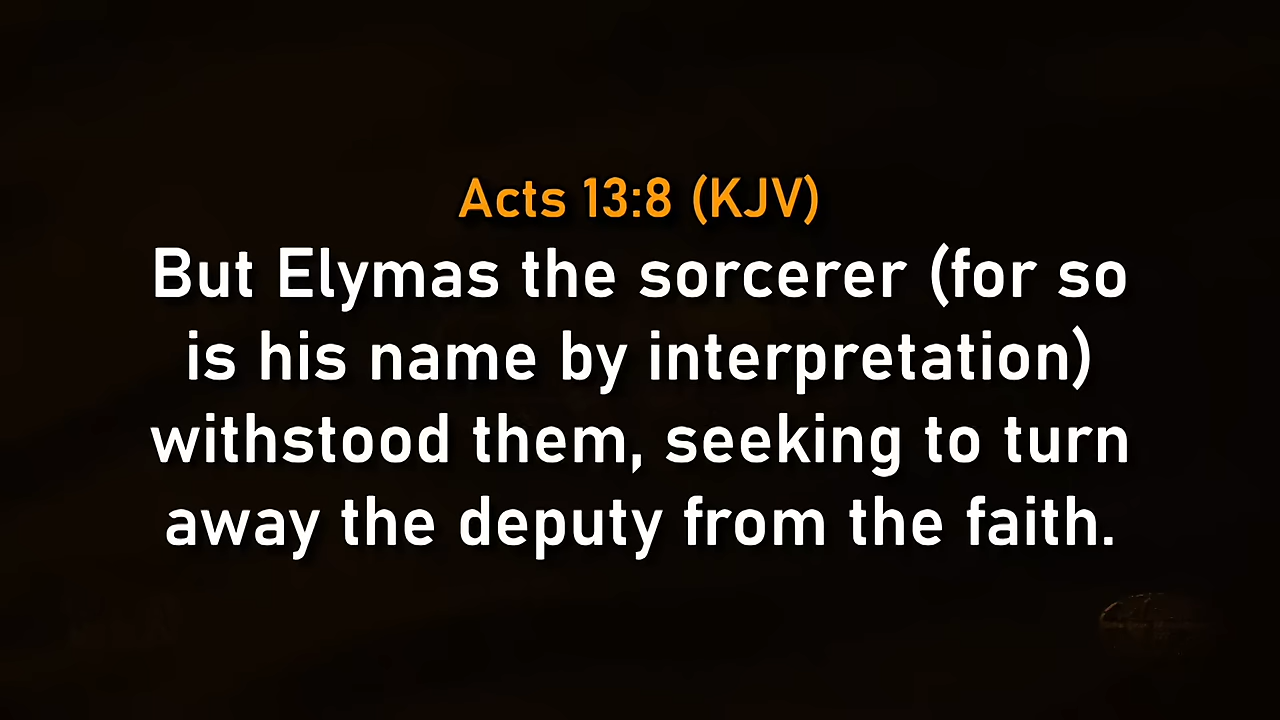 Acts 13:8 (KJV)
But Elymas the sorcerer (for so
is his name by interpretation)
withstood them, seeking to turn
away the deputy from the faith.